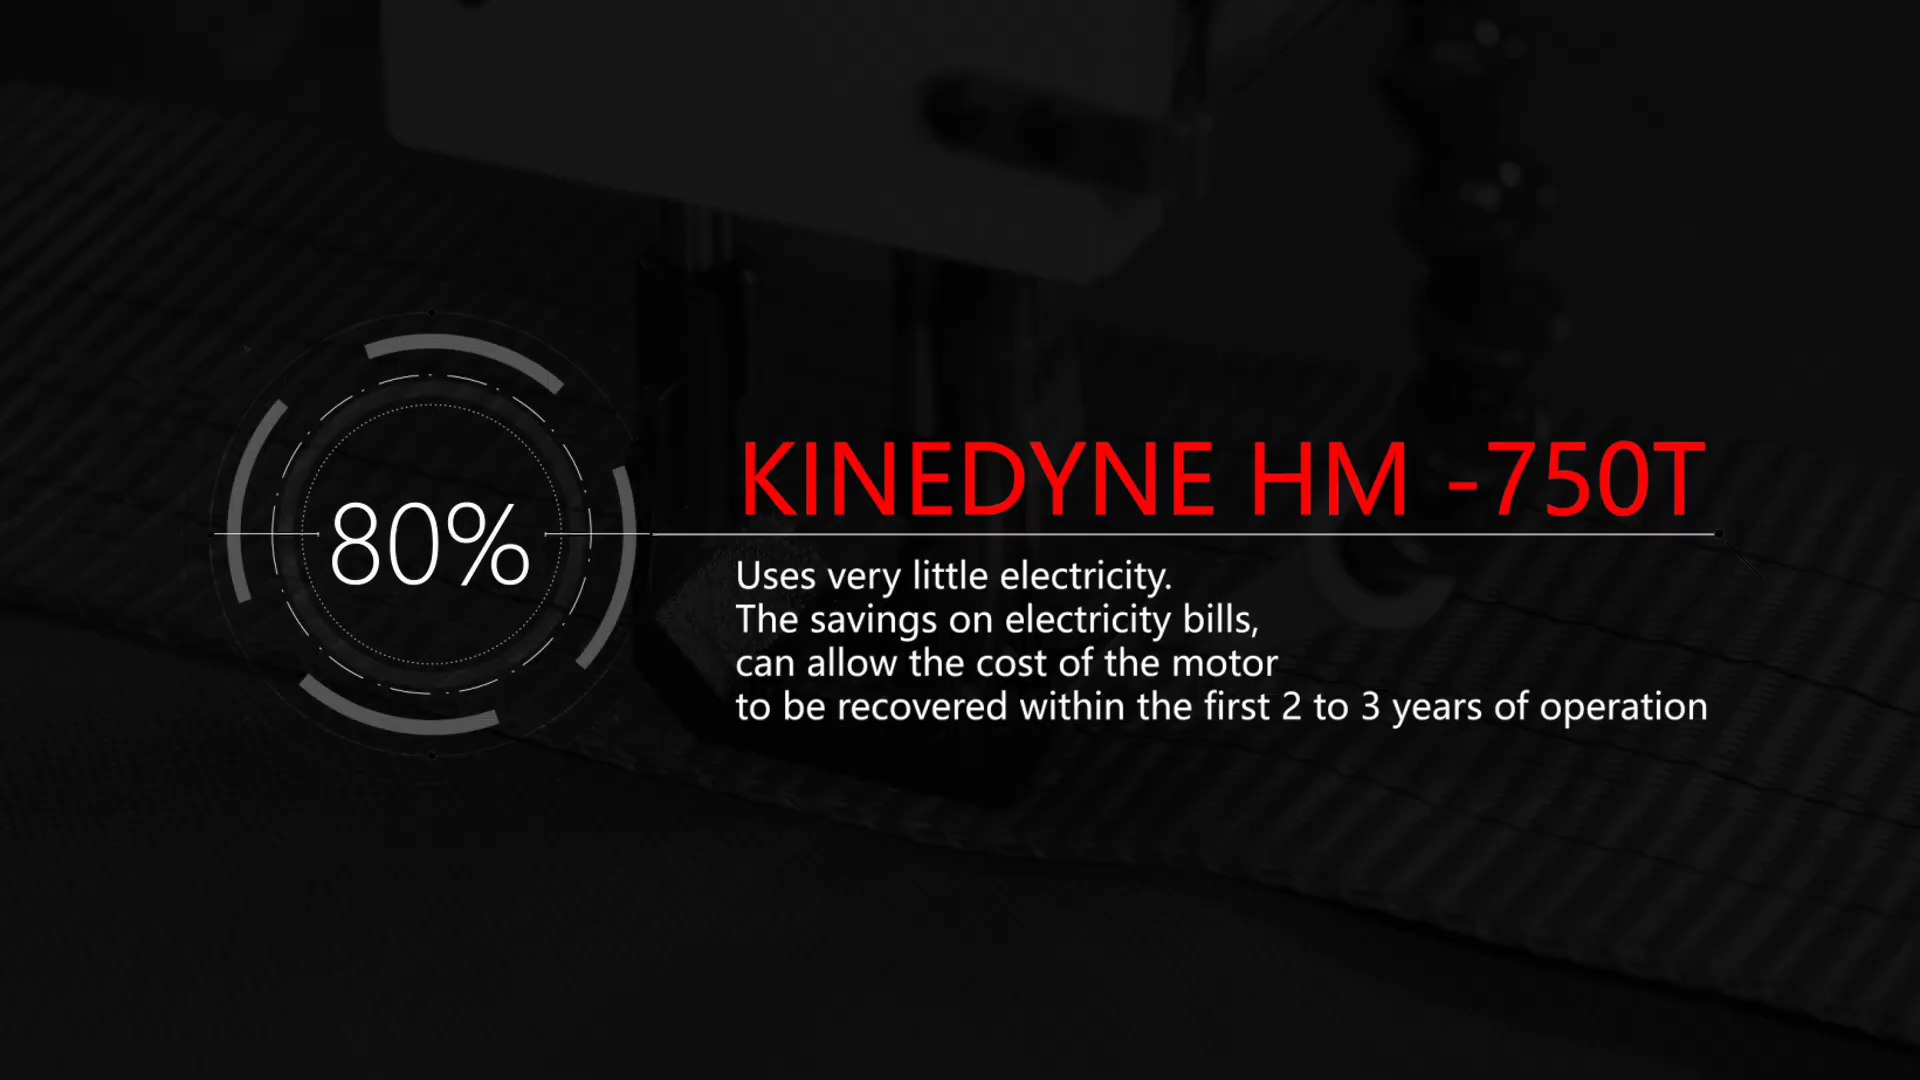 80%
KINEDYNE HM -750T
Uses very little electricity.
The savings on electricity bills,
can allow the cost of the motor
to be recovered within the first 2 to 3 years of operation